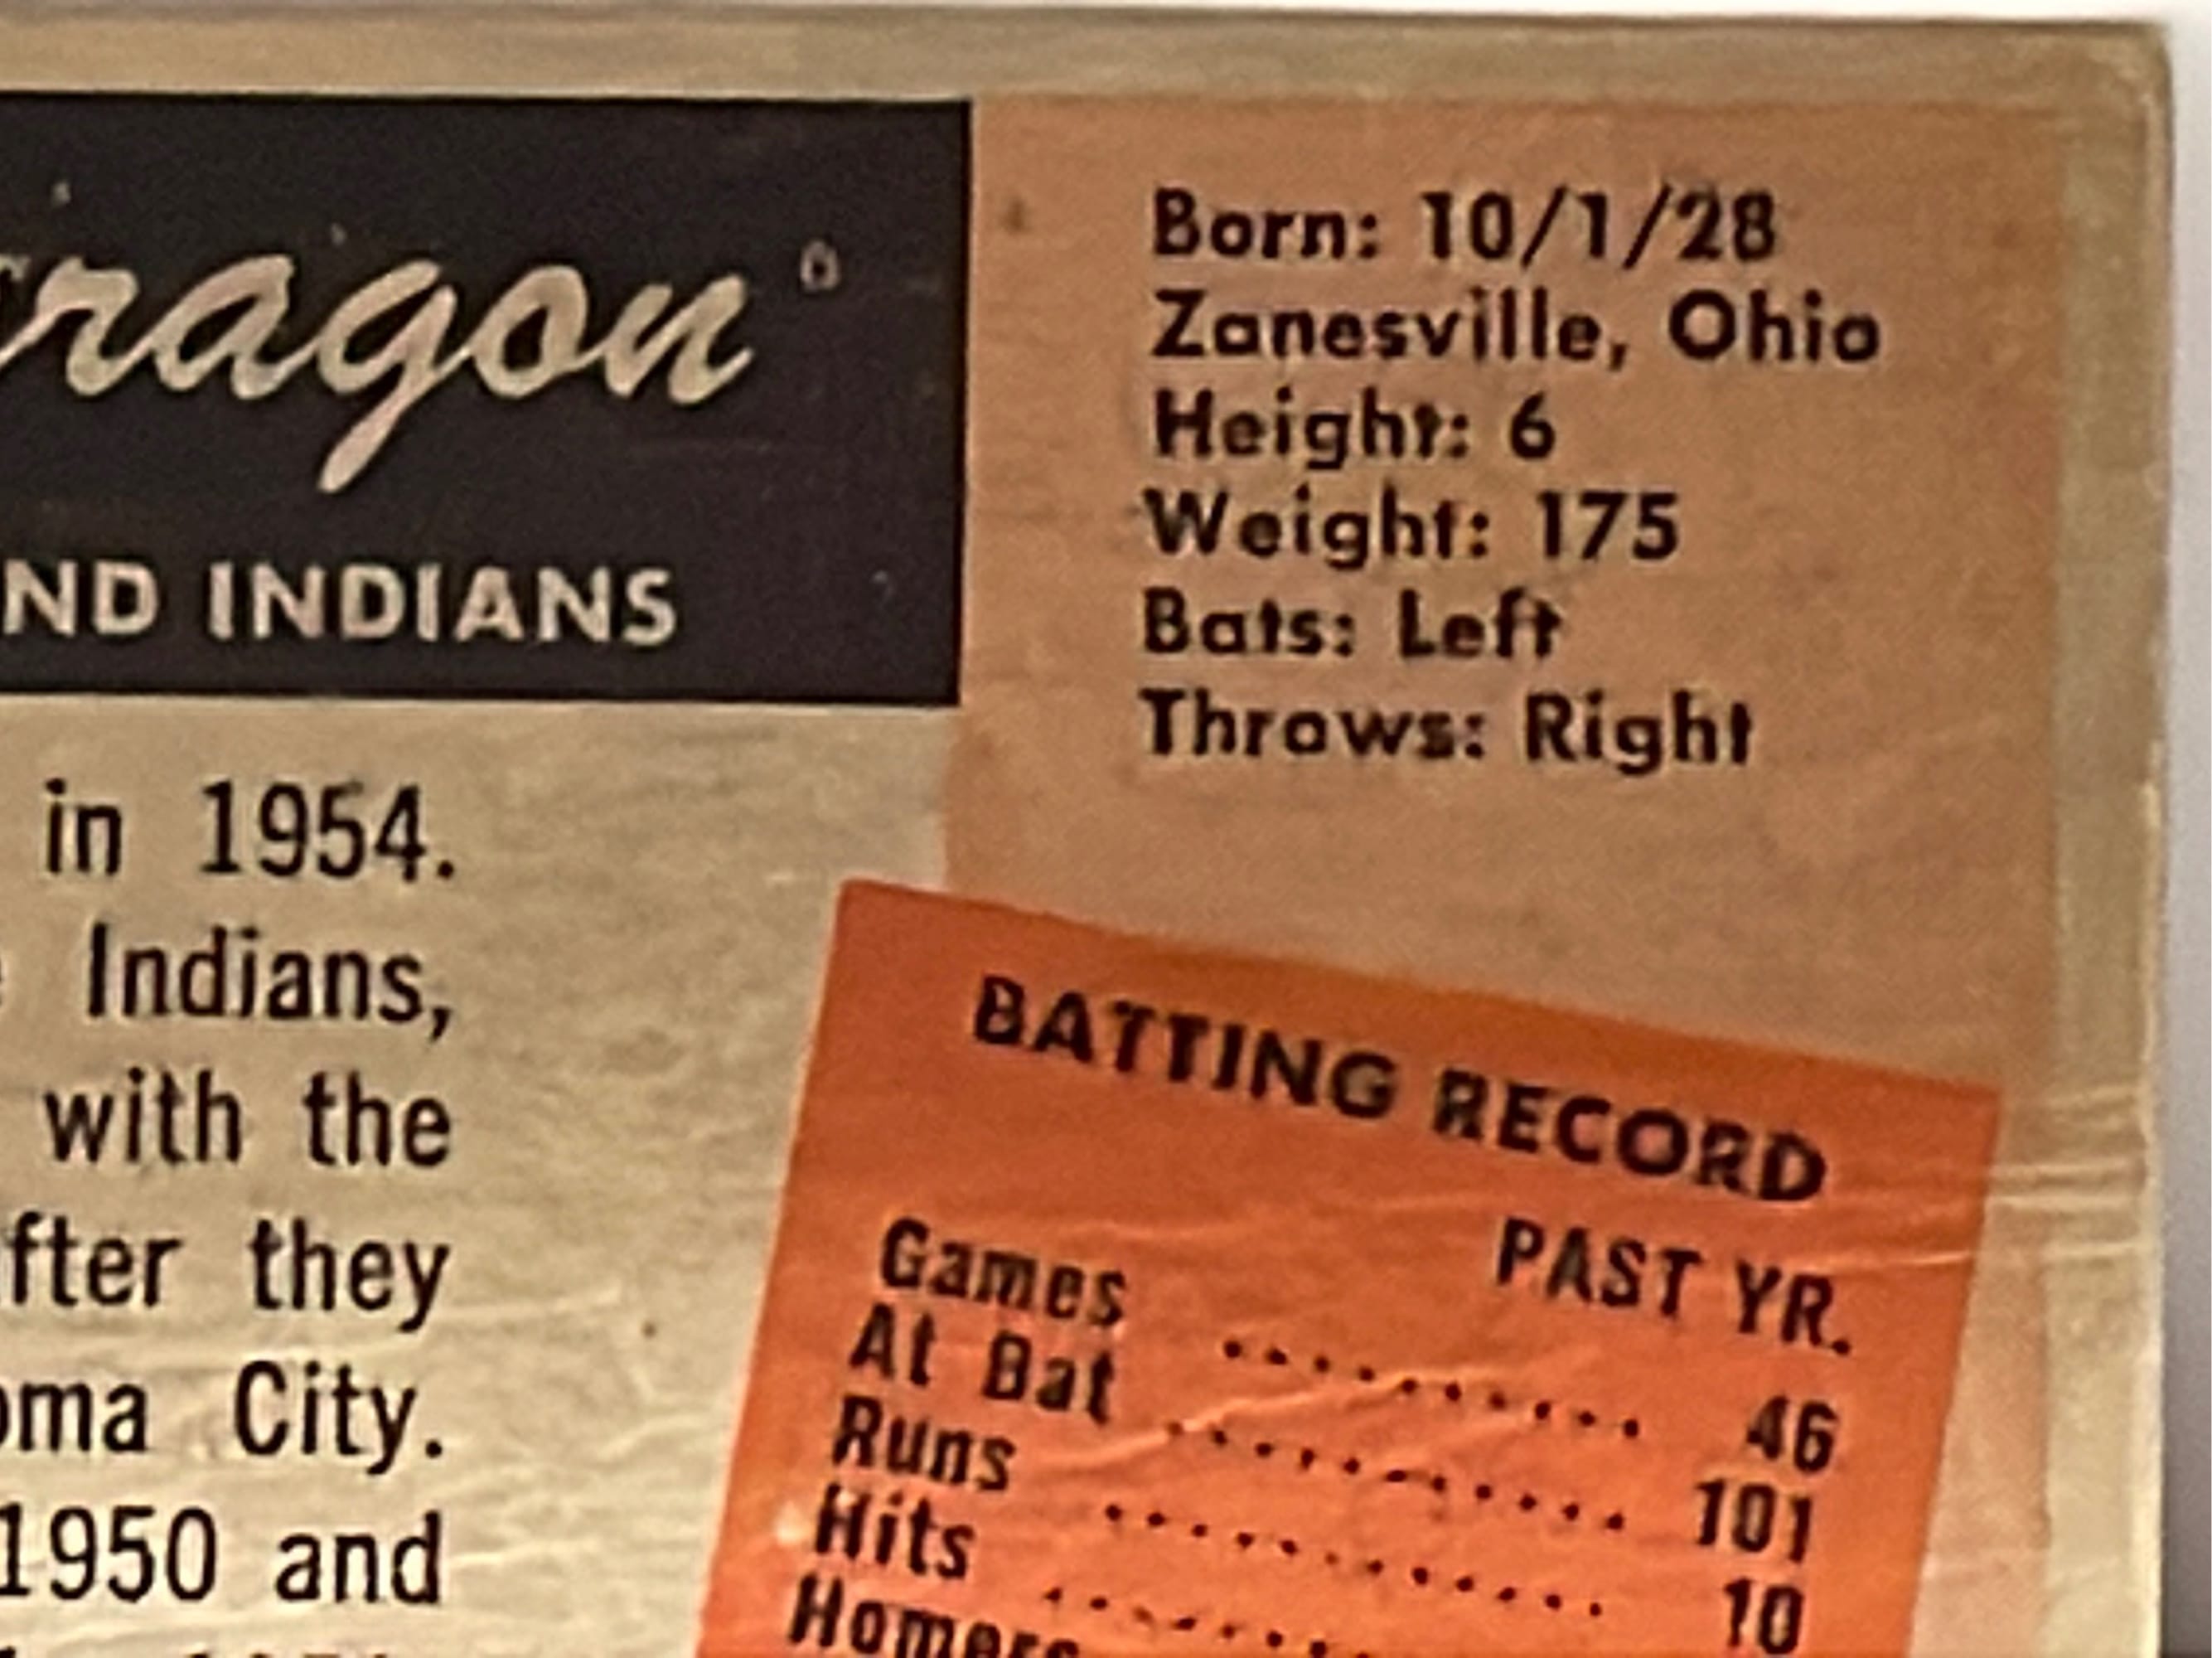 ragon
ND INDIANS
Born: 10/1/28
Zanesville, Ohio
Height: 6
Weight: 175
Bats: Left
Throws: Right
in 1954.
Indians,
with the
fter they
oma City.
1950 and
BATTING RECORD
PAST YR.
Games ......... 46
At Bat ........... 101
Runs ............ 10
Hits
Homers